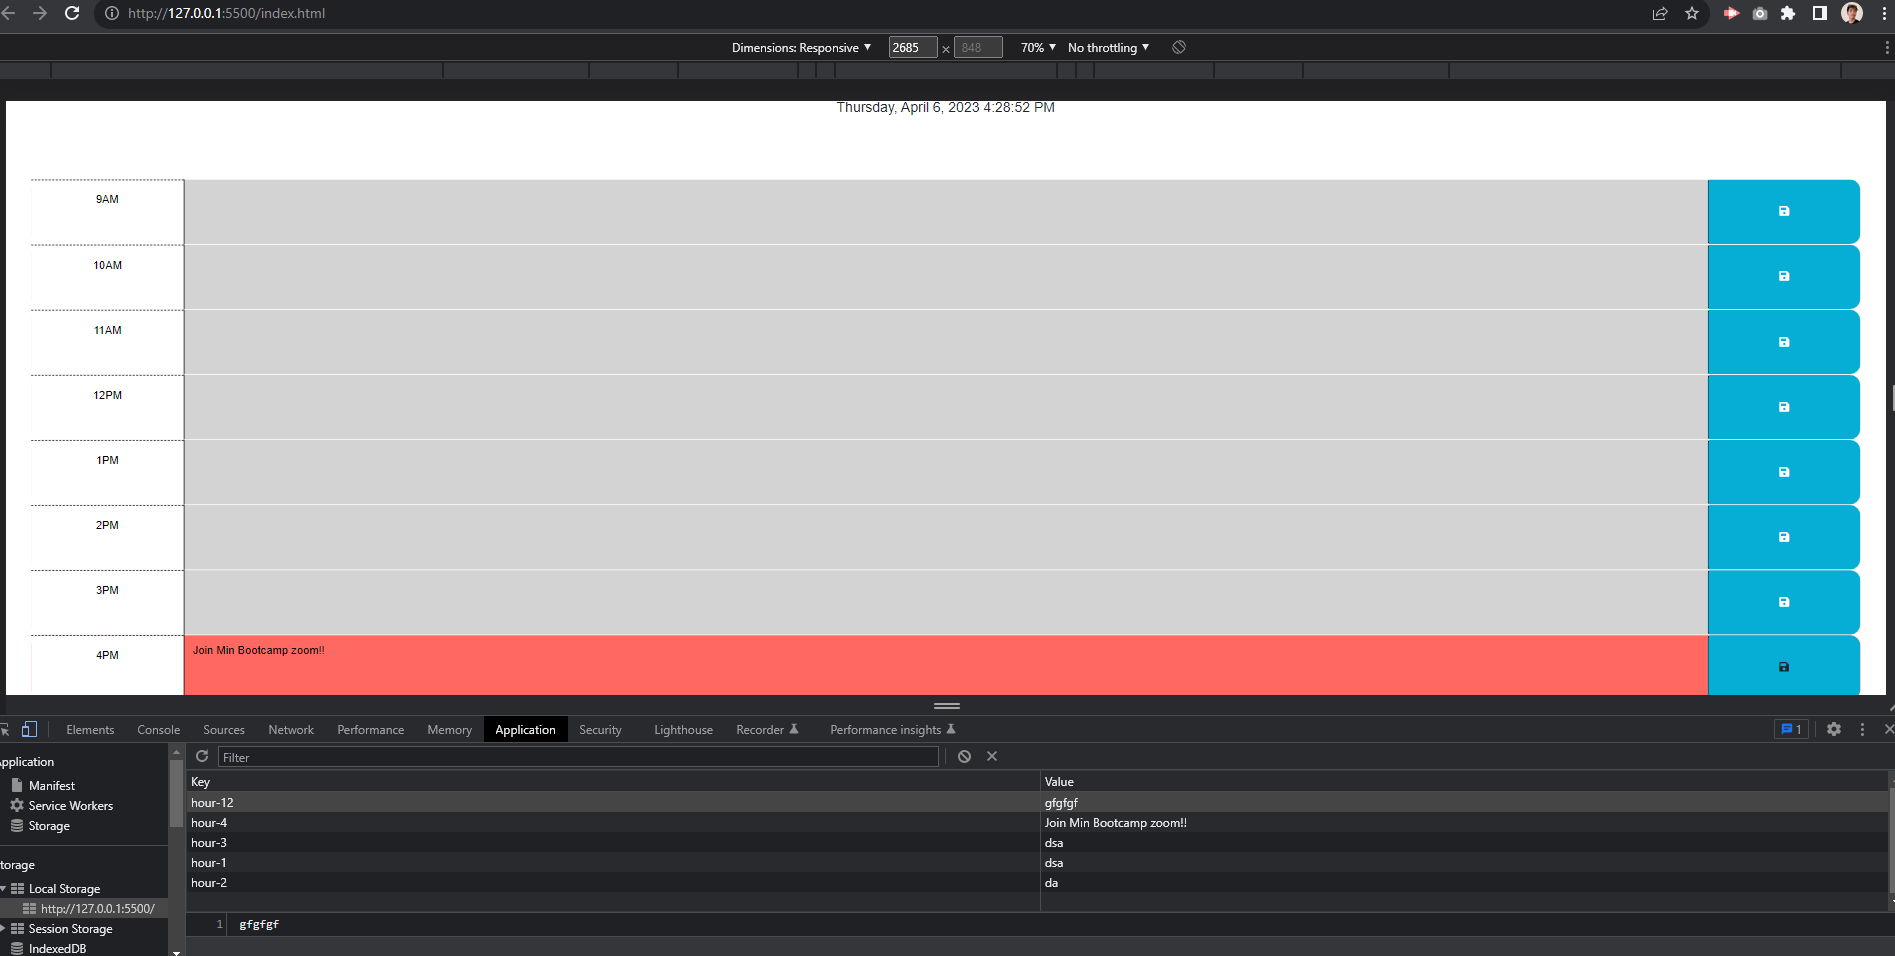 http://127.0.0.1:5500/index.html
Dimensions: Responsive 2685 × 848 70% No throttling
Thursday, April 6, 2023 4:28:52 PM
9AM
10AM
11AM
12PM
1PM
2PM
3PM
4PM Join Min Bootcamp zoom!!
Elements Console Sources Network Performance Memory Application Security Lighthouse Recorder Performance insights 1
pplication
Manifest
Service Workers
Storage
torage
Local Storage
http://127.0.0.1:5500/
Session Storage
IndexedDB
Filter
Key Value
hour-12 gfgfgf
hour-4 Join Min Bootcamp zoom!!
hour-3 dsa
hour-1 dsa
hour-2 da
1 gfgfgf